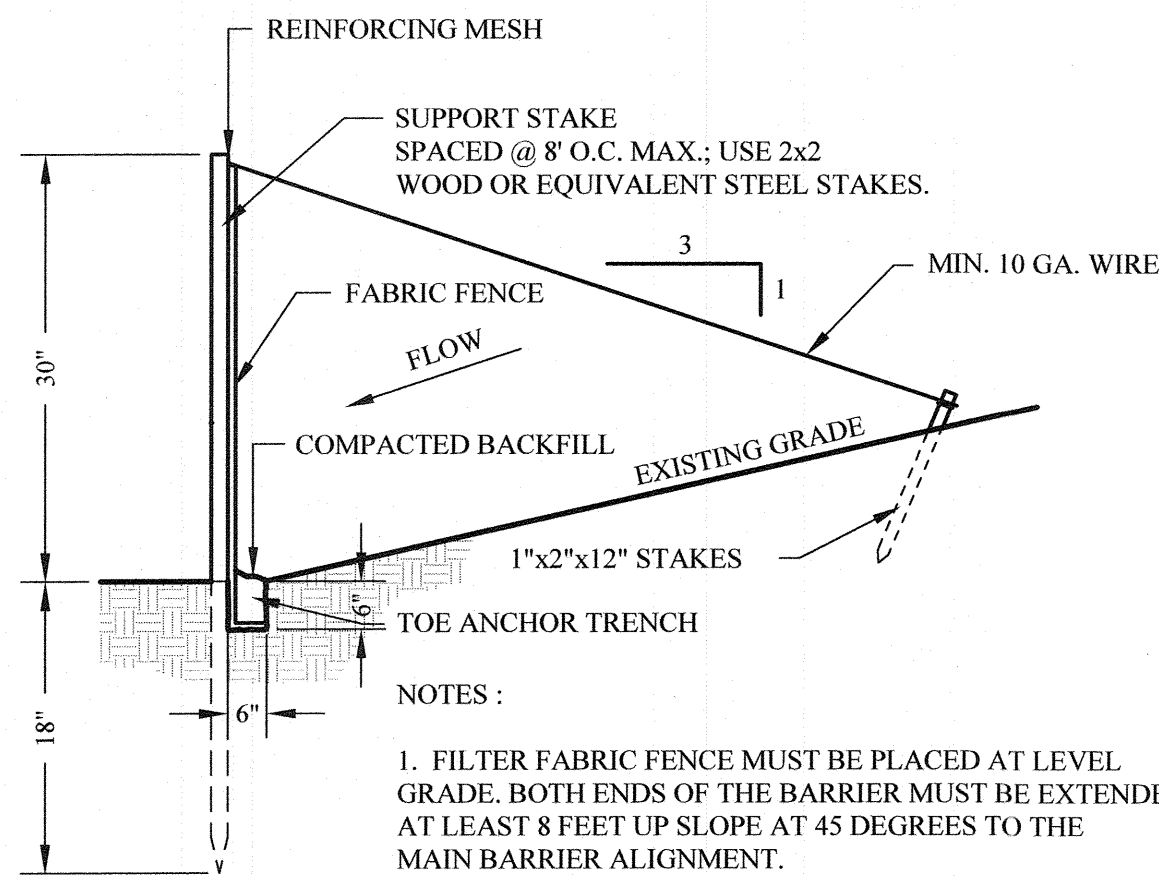 REINFORCING MESH
SUPPORT STAKE
SPACED @ 8' O.C. MAX.; USE 2x2
WOOD OR EQUIVALENT STEEL STAKES.
3
1
MIN. 10 GA. WIRE
FABRIC FENCE
FLOW
30"
COMPACTED BACKFILL
EXISTING GRADE
1"x2"x12" STAKES
6"
TOE ANCHOR TRENCH
6"
18"
NOTES :
1. FILTER FABRIC FENCE MUST BE PLACED AT LEVEL
GRADE. BOTH ENDS OF THE BARRIER MUST BE EXTENDE
AT LEAST 8 FEET UP SLOPE AT 45 DEGREES TO THE
MAIN BARRIER ALIGNMENT.